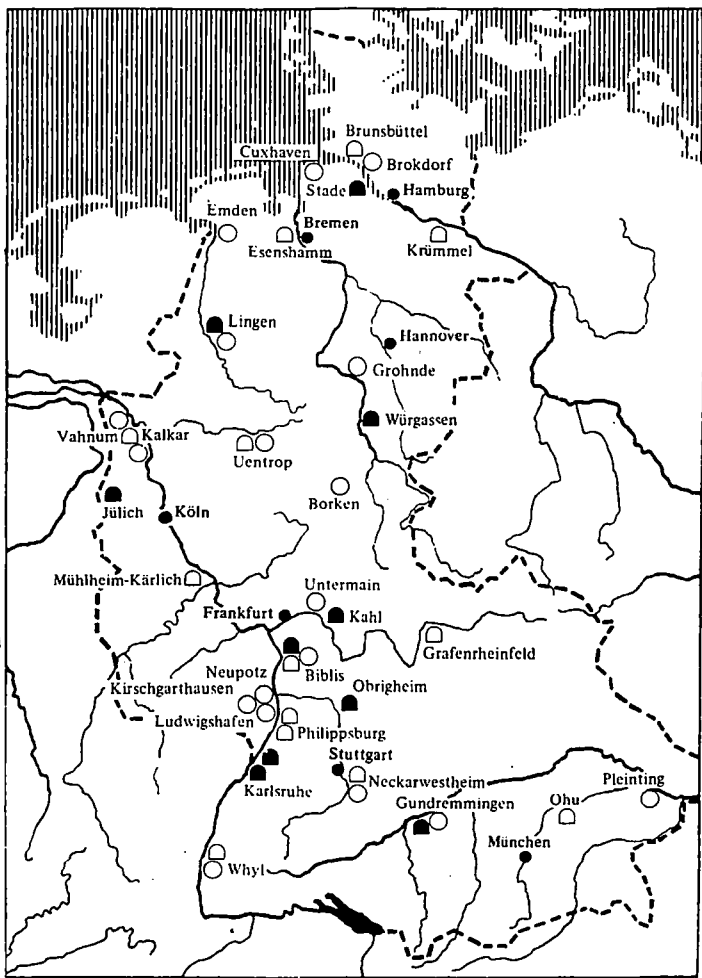 Brunsbüttel
Cuxhaven
Brokdorf
Stade
Hamburg
Emden
Bremen
Esenshamm
Krümmel
Lingen
Hannover
Grohnde
Würgassen
Vahnum
Kalkar
Uentrop
Jülich
Köln
Borken
Mühlheim-Kärlich
Untermain
Frankfurt
Kahl
Grafenrheinfeld
Neupotz
Biblis
Kirschgarthausen
Obrigheim
Ludwigshafen
Philippsburg
Stuttgart
Karlsruhe
Neckarwestheim
Pleinting
Gundremmingen
Ohu
München
Whyl